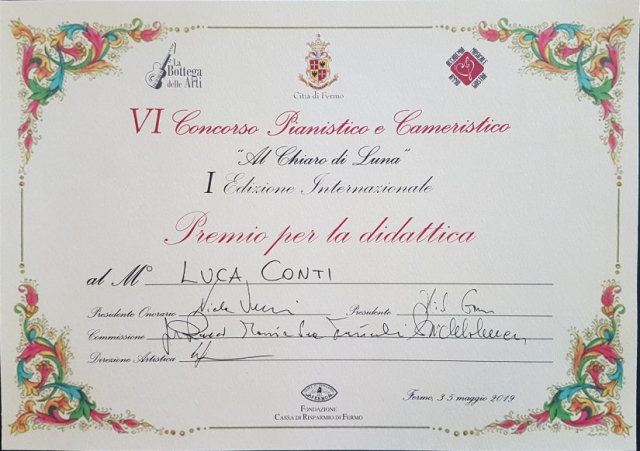 La
Bottega
delle Arti
Città di Fermo
VI Concorso Pianistico e Cameristico
"Al Chiaro di Luna"
I Edizione Internazionale
Premio per la didattica
al M° LUCA CONTI
Presidente Onorario Presidente
Commissione
Direzione Artistica
Fondazione
Cassa di Risparmio di Fermo
Fermo, 3-5 maggio 2019